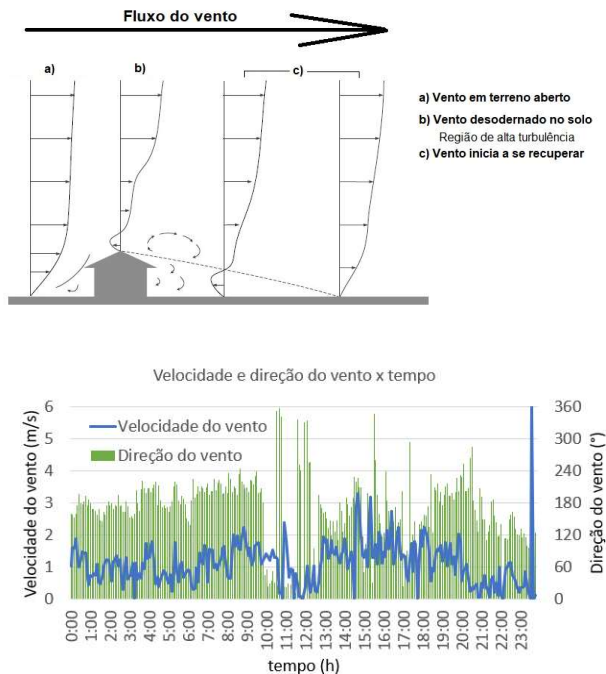 Fluxo do vento
a)
b)
c)
a) Vento em terreno aberto
b) Vento desodernado no solo
Região de alta turbulência
c) Vento inicia a se recuperar
Velocidade e direção do vento x tempo
Velocidade do vento
Direção do vento
Velocidade do vento (m/s)
6
5
4
3
2
1
0
Direção do vento (°)
360
300
240
180
120
60
0
0:00
1:00
2:00
3:00
4:00
5:00
6:00
7:00
8:00
9:00
10:00
11:00
12:00
13:00
14:00
15:00
16:00
17:00
18:00
19:00
20:00
21:00
22:00
23:00
tempo (h)